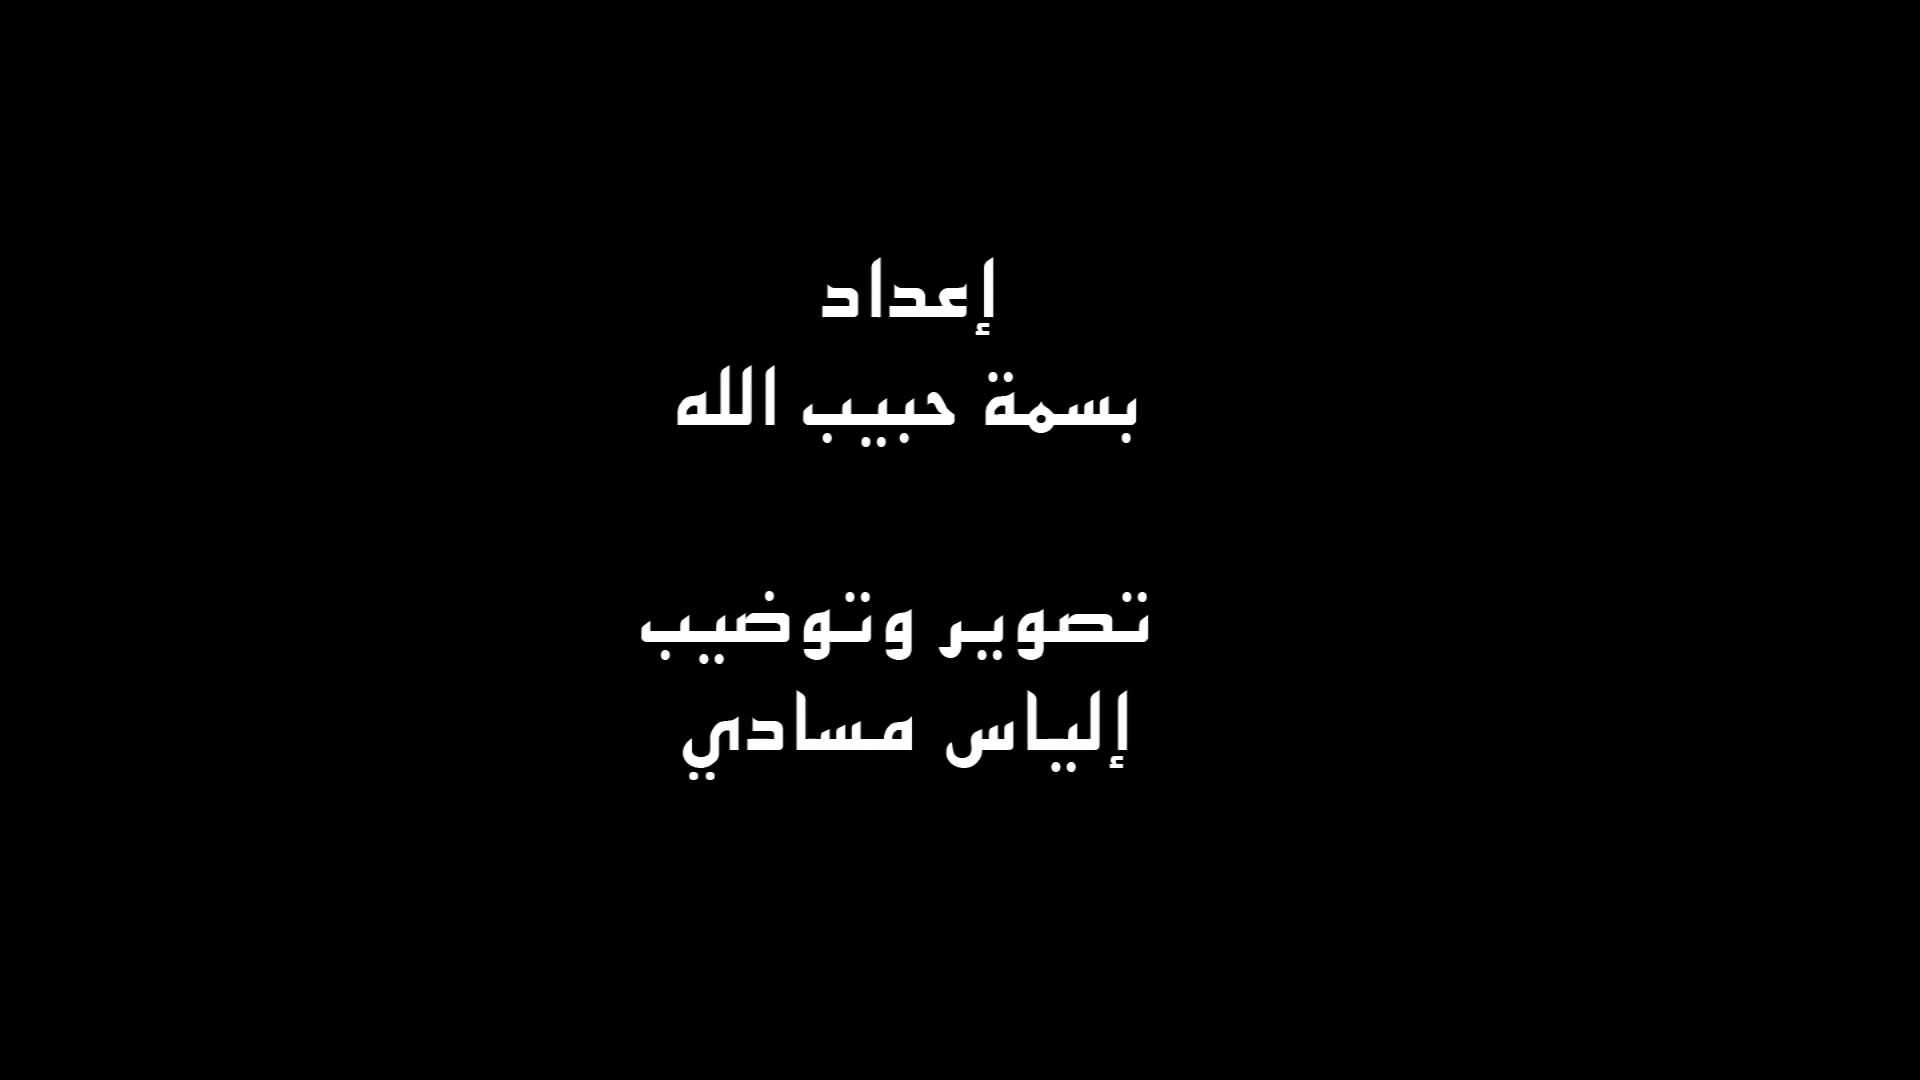 إعداد
بسمة حبيب الله
تصوير وتوضيب
إلياس مسادي